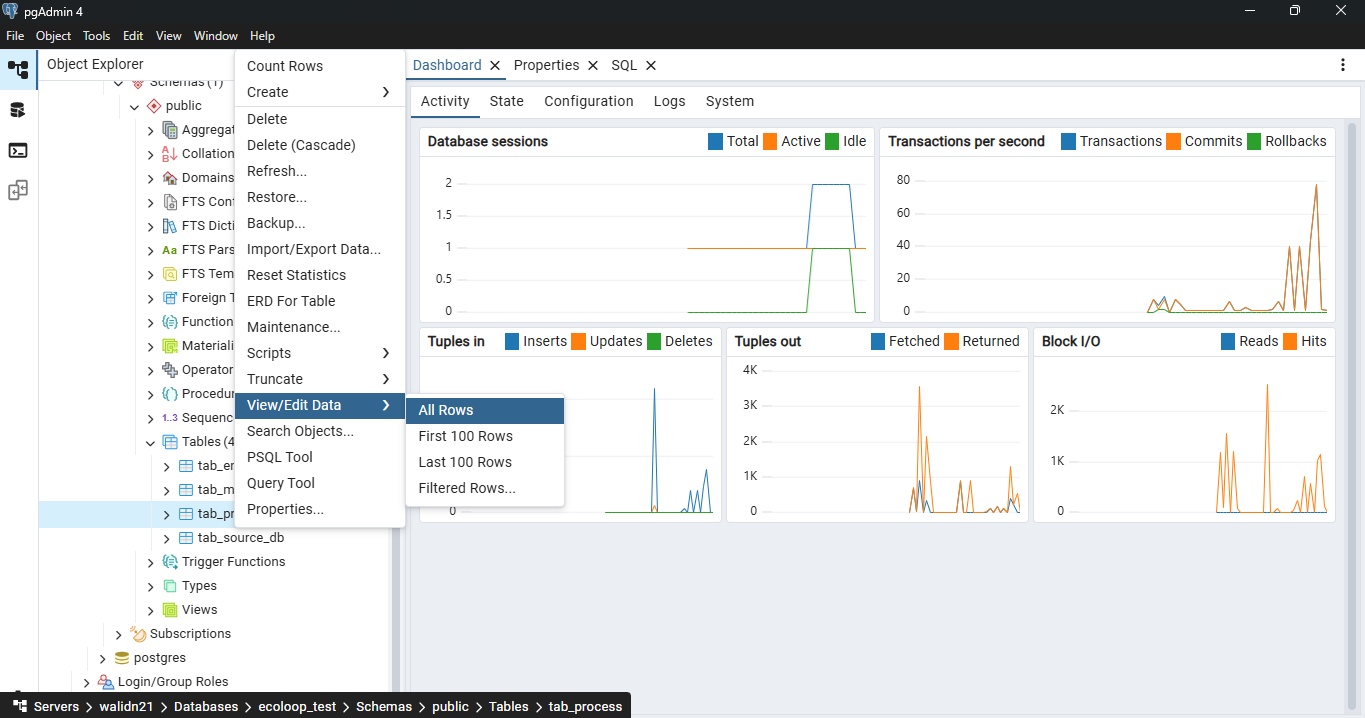 pgAdmin 4
File Object Tools Edit View Window Help
Object Explorer
Schemas (1)
public
Aggregat
Collation
Domains
FTS Con
FTS Dicti
FTS Pars
FTS Tem
Foreign T
Function
Materiali
Operator
Procedur
1..3 Sequenc
Tables (4
tab_er
tab_m
tab_pr
tab_source_db
Trigger Functions
Types
Views
Subscriptions
postgres
Login/Group Roles
Count Rows
Create
Delete
Delete (Cascade)
Refresh...
Restore...
Backup...
Import/Export Data...
Reset Statistics
ERD For Table
Maintenance...
Scripts
Truncate
View/Edit Data
Search Objects...
PSQL Tool
Query Tool
Properties...
All Rows
First 100 Rows
Last 100 Rows
Filtered Rows...
Dashboard Properties SQL
Activity State Configuration Logs System
Database sessions Total Active Idle
2
1.5
1
0.5
0
Transactions per second Transactions Commits Rollbacks
80
60
40
20
0
Tuples in Inserts Updates Deletes
0
Tuples out Fetched Returned
4K
3K
2K
1K
0
Block I/O Reads Hits
2K
1K
0
Servers > walidn21 > Databases > ecoloop_test > Schemas > public > Tables > tab_process